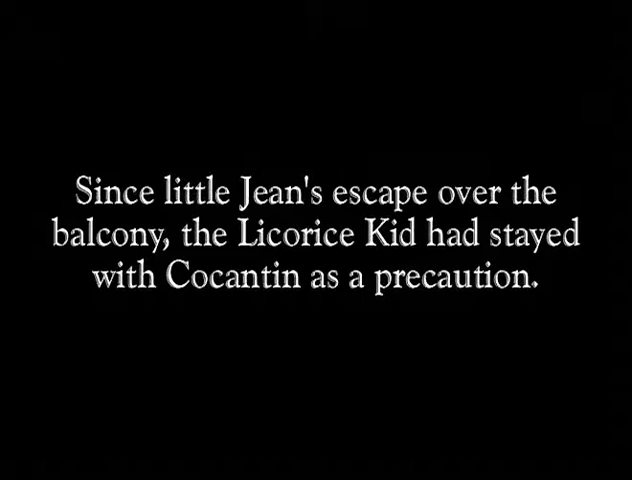 Since little Jean's escape over the
balcony, the Licorice Kid had stayed
with Cocantin as a precaution.